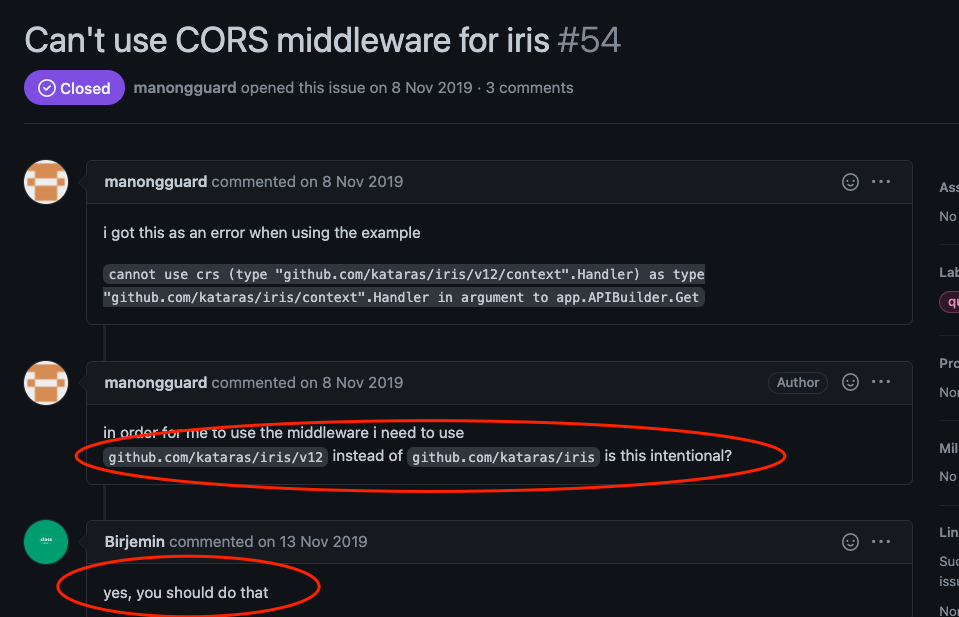 Can't use CORS middleware for iris #54
Closed manongguard opened this issue on 8 Nov 2019 · 3 comments
manongguard commented on 8 Nov 2019
i got this as an error when using the example
cannot use crs (type "github.com/kataras/iris/v12/context".Handler) as type
"github.com/kataras/iris/context".Handler in argument to app.APIBuilder.Get
manongguard commented on 8 Nov 2019 Author
in order for me to use the middleware i need to use
github.com/kataras/iris/v12 instead of github.com/kataras/iris is this intentional?
Birjemin commented on 13 Nov 2019
yes, you should do that
Ass
No
Lab
qu
Pro
Nor
Mil
No
Lin
Suc
issu
Nor